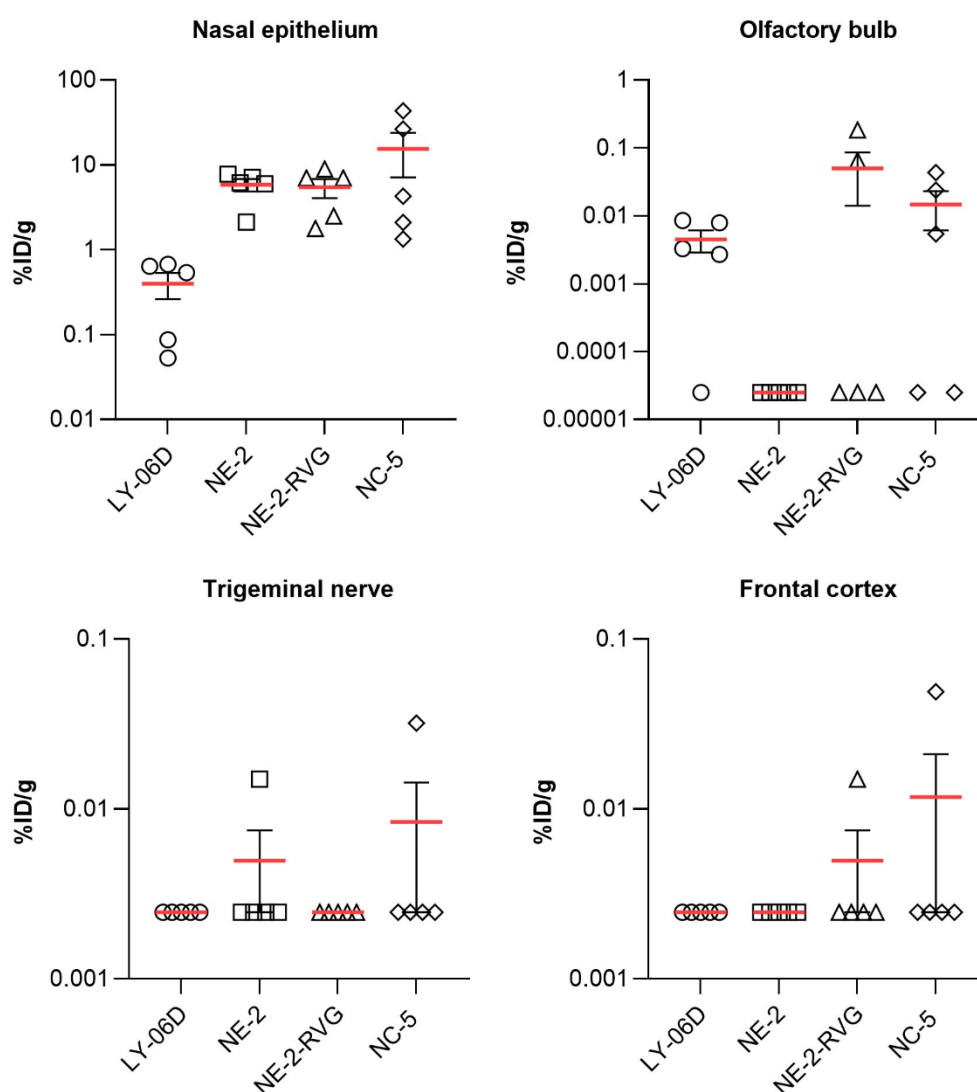 Nasal epithelium
%ID/g
100
10
1
0.1
0.01
LY-06D
NE-2
NE-2-RVG
NC-5
Olfactory bulb
%ID/g
1
0.1
0.01
0.001
0.0001
0.00001
LY-06D
NE-2
NE-2-RVG
NC-5
Trigeminal nerve
%ID/g
0.1
0.01
0.001
LY-06D
NE-2
NE-2-RVG
NC-5
Frontal cortex
%ID/g
0.1
0.01
0.001
LY-06D
NE-2
NE-2-RVG
NC-5